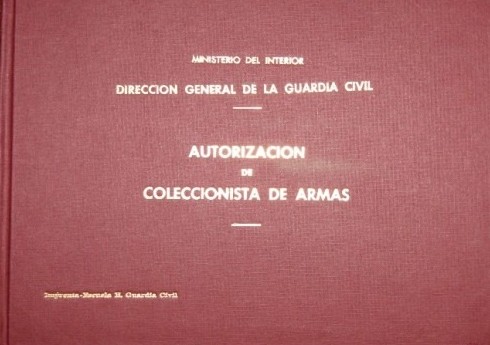 MINISTERIO DEL INTERIOR
DIRECCION GENERAL DE LA GUARDIA CIVIL
AUTORIZACION
DE
COLECCIONISTA DE ARMAS
Imprenta-Escuela H. Guardia Civil